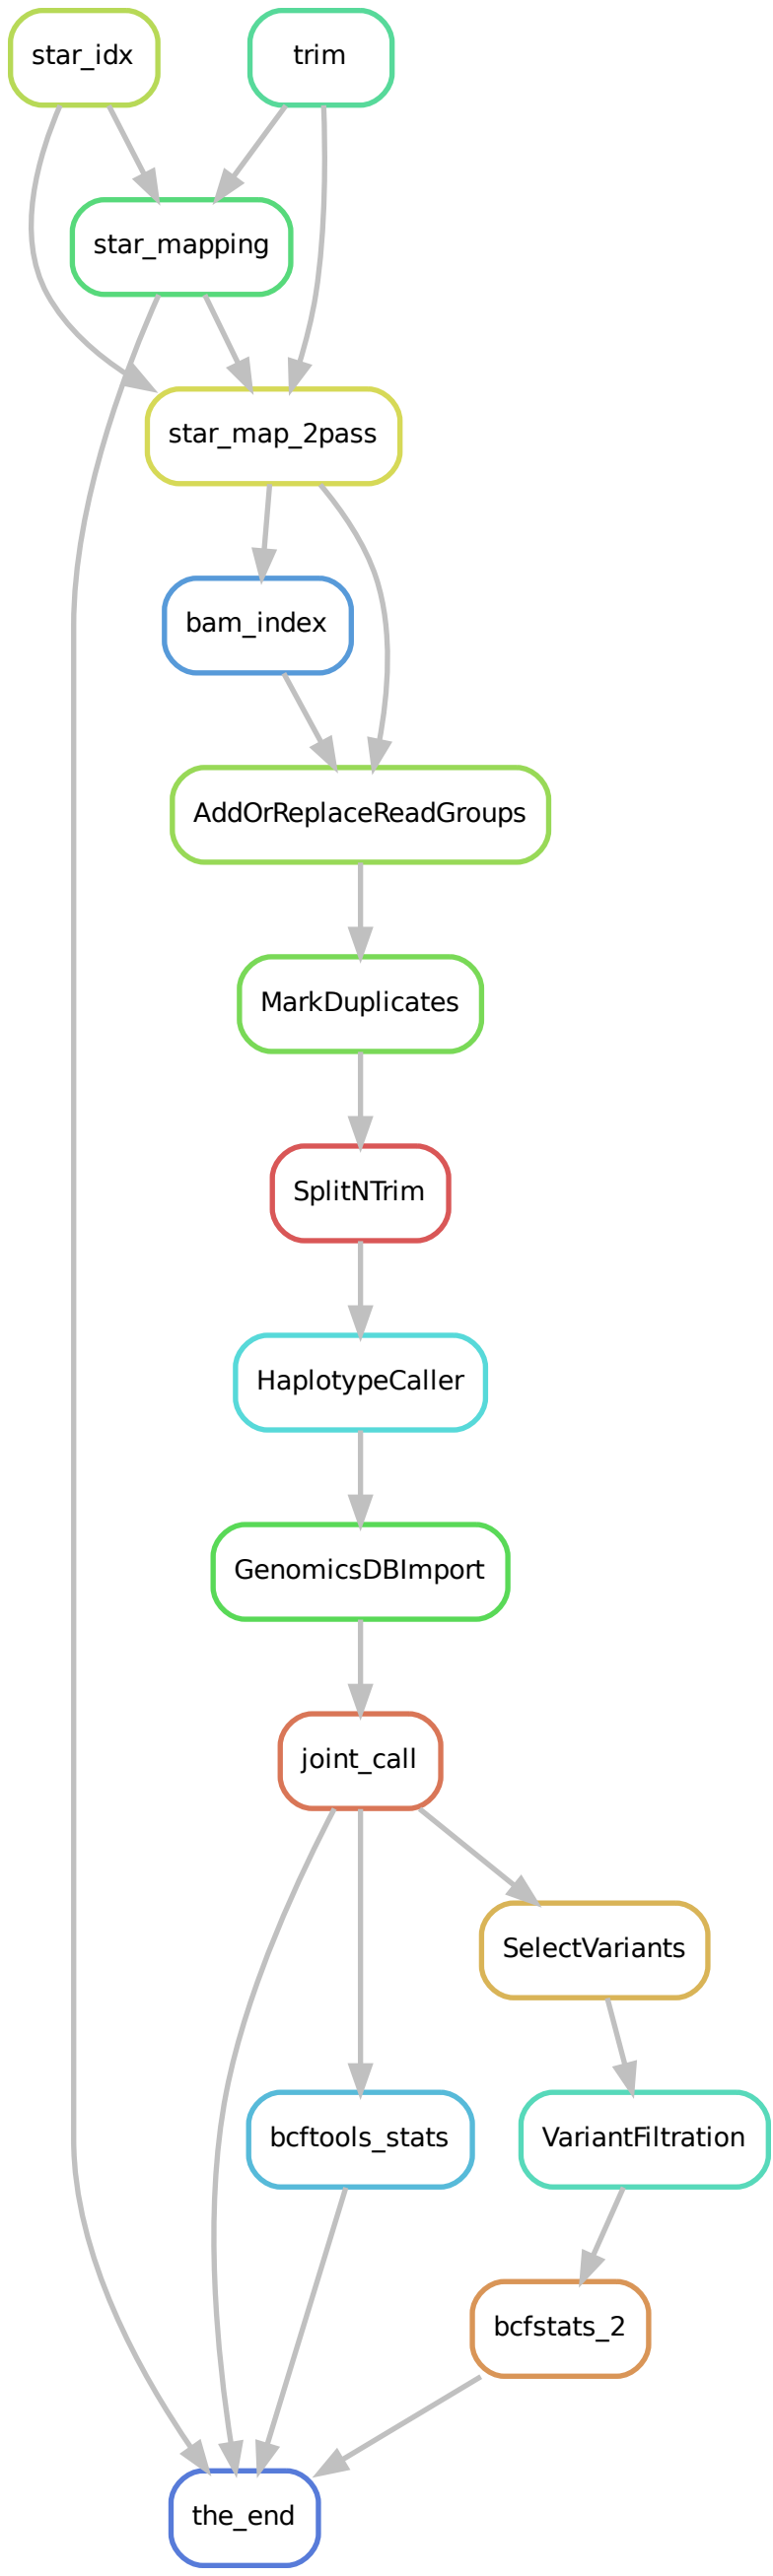 star_idx
trim
star_mapping
star_map_2pass
bam_index
AddOrReplaceReadGroups
MarkDuplicates
SplitNTrim
HaplotypeCaller
GenomicsDBImport
joint_call
SelectVariants
bcftools_stats
VariantFiltration
bcfstats_2
the_end